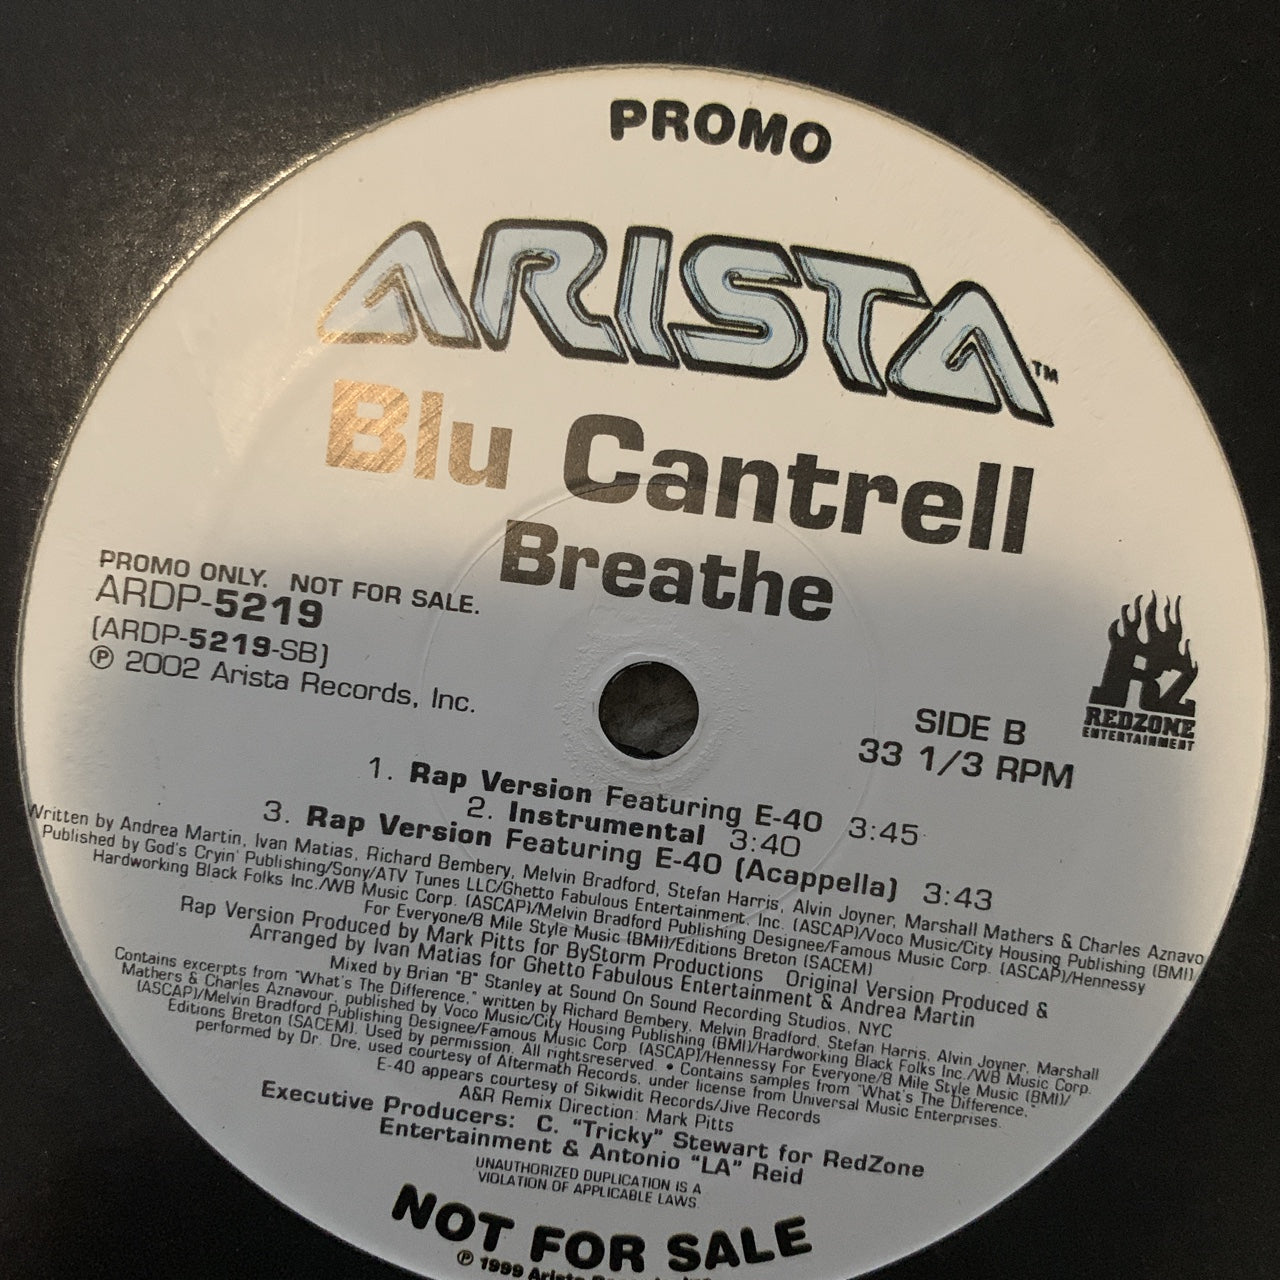 PROMO
ARISTA™
Blu Cantrell
Breathe
PROMO ONLY. NOT FOR SALE.
ARDP-5219
(ARDP-5219-SB)
℗ 2002 Arista Records, Inc.
RZ
REDZONE
ENTERTAINMENT
SIDE B
33 1/3 RPM
1. Rap Version Featuring E-40 3:45
2. Instrumental 3:40
3. Rap Version Featuring E-40 (Acappella) 3:43
Written by Andrea Martin, Ivan Matias, Richard Bembery, Melvin Bradford, Stefan Harris, Alvin Joyner, Marshall Mathers & Charles Aznavo
Published by God's Cryin' Publishing/Sony/ATV Tunes LLC/Ghetto Fabulous Entertainment, Inc. (ASCAP)/Voco Music/City Housing Publishing (BMI)/
Hardworking Black Folks Inc./WB Music Corp. (ASCAP)/Melvin Bradford Publishing Designee/Famous Music Corp. (ASCAP)/Hennessy
For Everyone/8 Mile Style Music (BMI)/Editions Breton (SACEM)
Rap Version Produced by Mark Pitts for ByStorm Productions Original Version Produced &
Arranged by Ivan Matias for Ghetto Fabulous Entertainment & Andrea Martin
Mixed by Brian "B" Stanley at Sound On Sound Recording Studios, NYC
Contains excerpts from "What's The Difference," written by Richard Bembery, Melvin Bradford, Stefan Harris, Alvin Joyner, Marshall
Mathers & Charles Aznavour, published by Voco Music/City Housing Publishing (BMI)/Hardworking Black Folks Inc./WB Music Corp.
(ASCAP)/Melvin Bradford Publishing Designee/Famous Music Corp. (ASCAP)/Hennessy For Everyone/8 Mile Style Music (BMI)/
Editions Breton (SACEM). Used by permission. All rightsreserved. • Contains samples from "What's The Difference,"
performed by Dr. Dre, used courtesy of Aftermath Records, under license from Universal Music Enterprises.
E-40 appears courtesy of Sikwidit Records/Jive Records
A&R Remix Direction: Mark Pitts
Executive Producers: C. "Tricky" Stewart for RedZone
Entertainment & Antonio "LA" Reid
UNAUTHORIZED DUPLICATION IS A
VIOLATION OF APPLICABLE LAWS.
NOT FOR SALE
℗ 1999 Arista